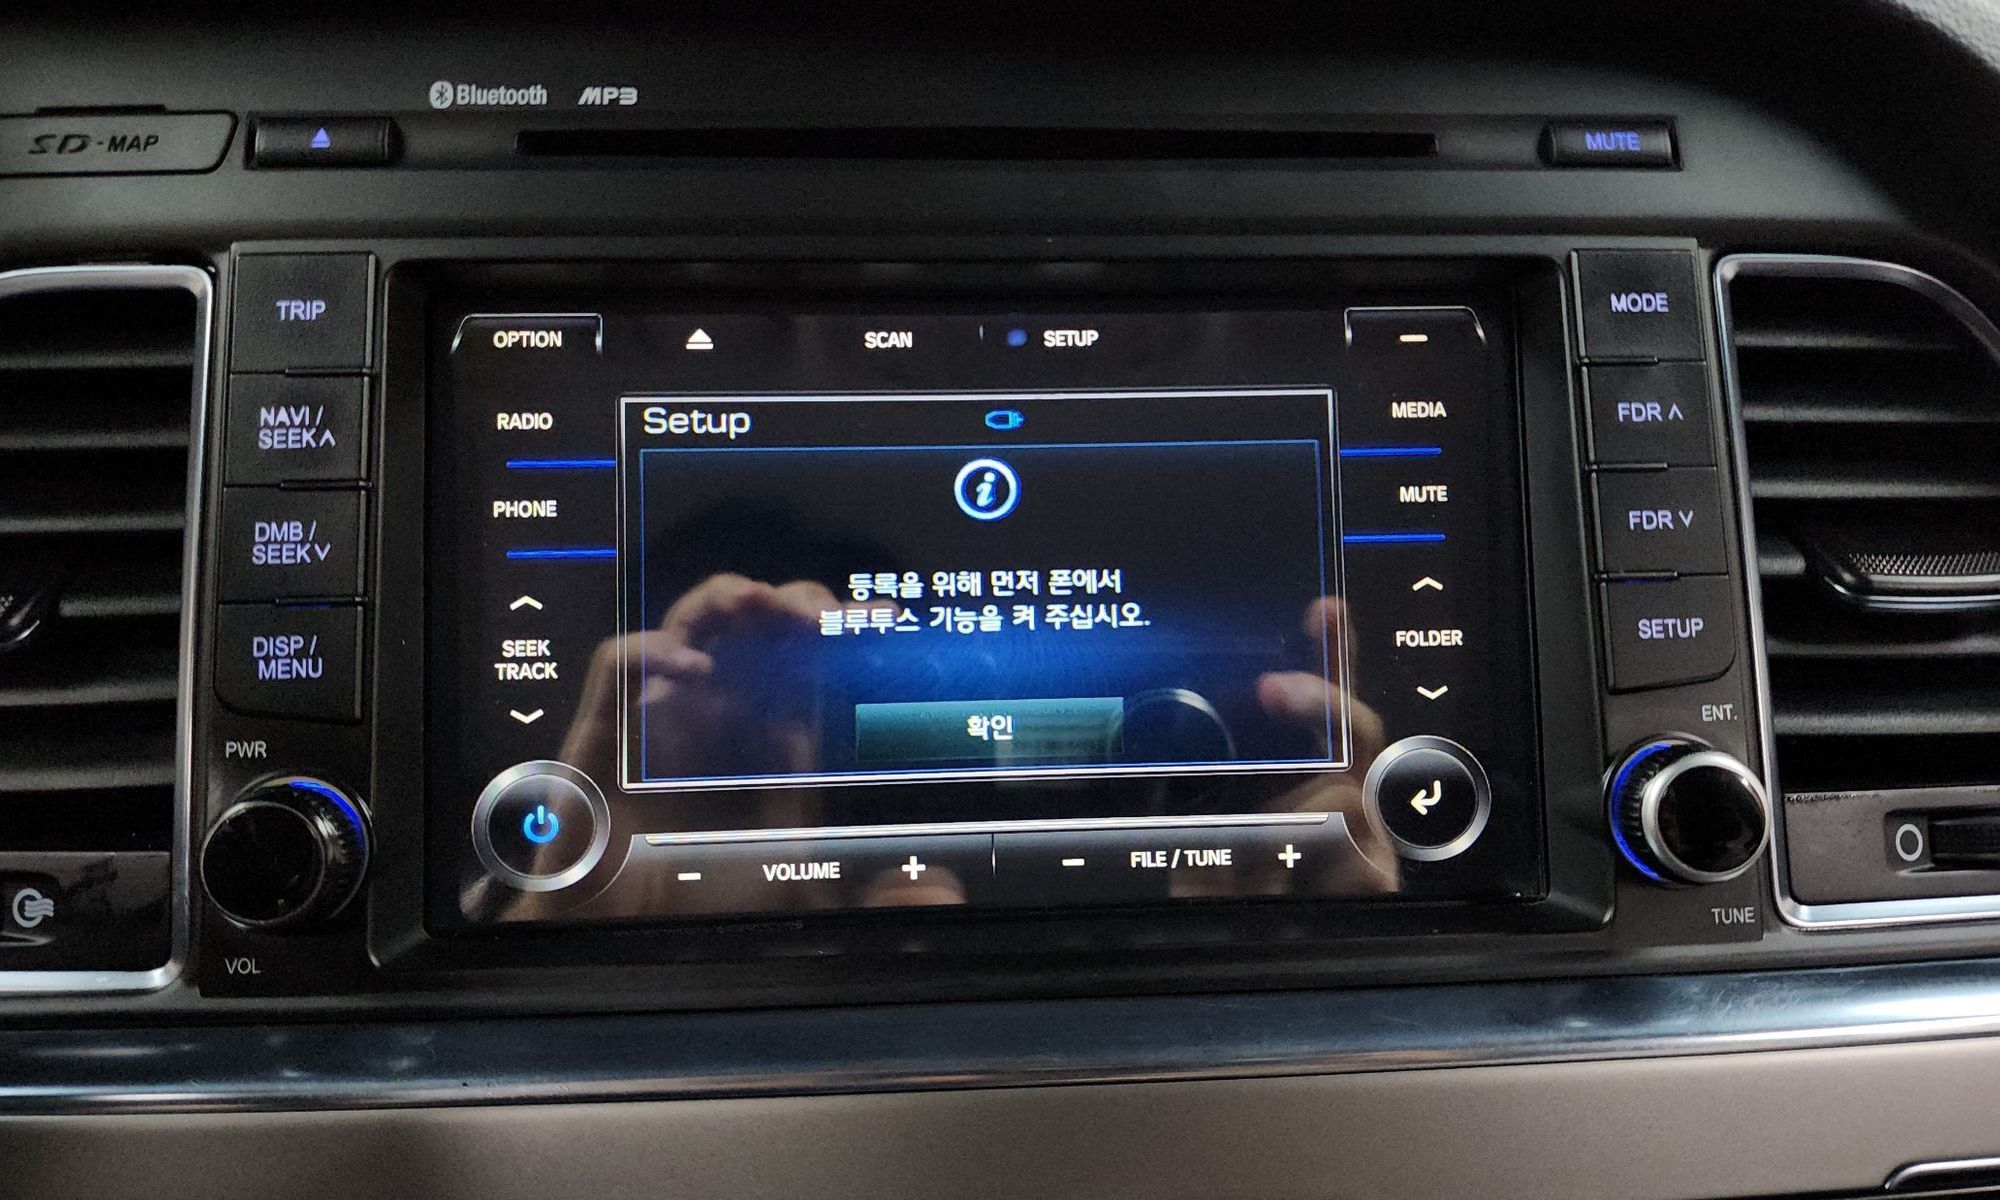 Bluetooth MP3
SD-MAP
MUTE
TRIP
NAVI /
SEEK∧
DMB /
SEEK∨
DISP /
MENU
PWR
VOL
OPTION
SCAN
SETUP
RADIO
PHONE
SEEK
TRACK
Setup
i
등록을 위해 먼저 폰에서
블루투스 기능을 켜 주십시오.
확인
MEDIA
MUTE
FOLDER
− VOLUME +
− FILE / TUNE +
MODE
FDR ∧
FDR ∨
SETUP
ENT.
TUNE